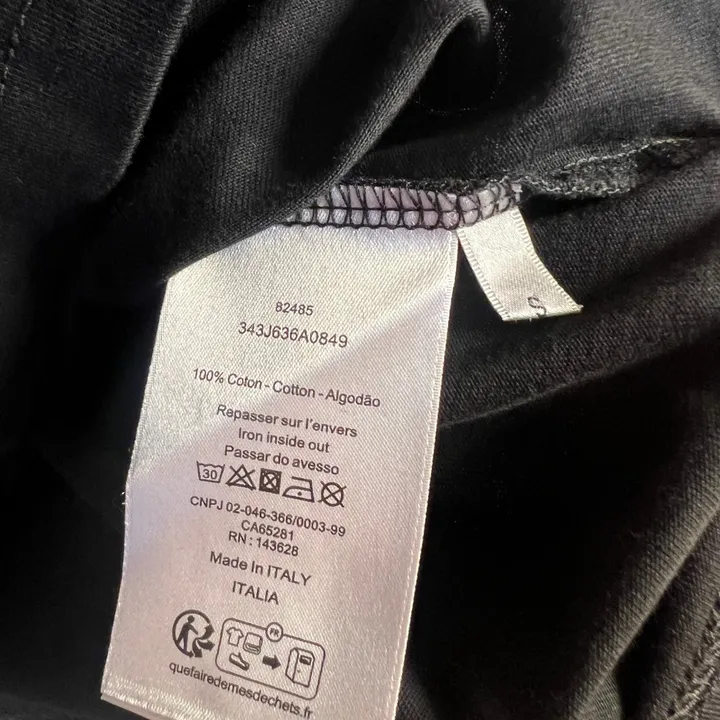 82485
343J636A0849
S
100% Coton - Cotton - Algodão
Repasser sur l'envers
Iron inside out
Passar do avesso
30
CNPJ 02-046-366/0003-99
CA65281
RN : 143628
Made In ITALY
ITALIA
FR
quefairedemesdechets.fr